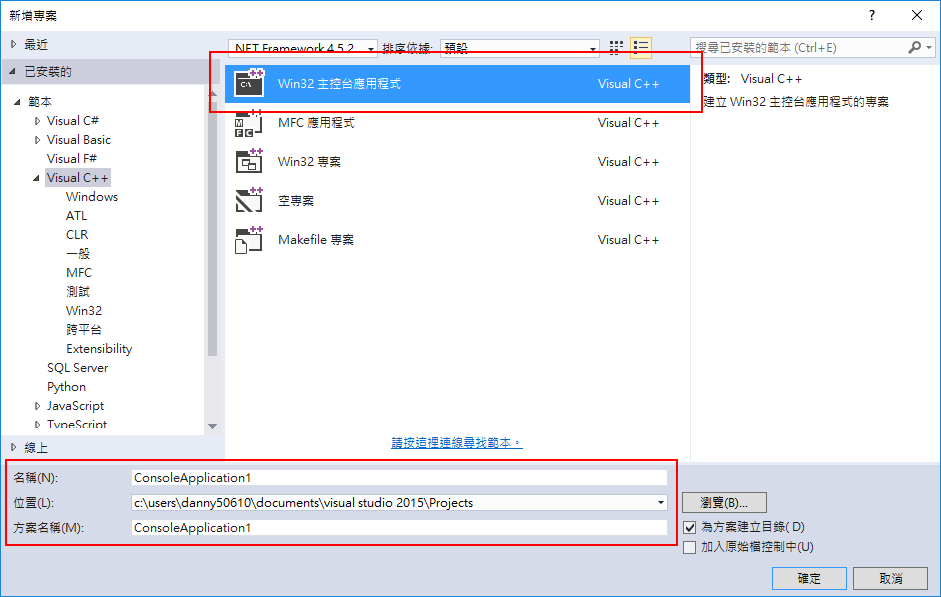 新增專案
?
最近
.NET Framework 4.5.2
排序依據:
預設
搜尋已安裝的範本 (Ctrl+E)
已安裝的
範本
Visual C#
Visual Basic
Visual F#
Visual C++
Windows
ATL
CLR
一般
MFC
測試
Win32
跨平台
Extensibility
SQL Server
Python
JavaScript
TypeScript
線上
C:\
Win32 主控台應用程式
Visual C++
MFC
MFC 應用程式
Visual C++
Win32 專案
Visual C++
空專案
Visual C++
Makefile 專案
Visual C++
請按這裡連線尋找範本。
類型: Visual C++
建立 Win32 主控台應用程式的專案
名稱(N):
ConsoleApplication1
位置(L):
c:\users\danny50610\documents\visual studio 2015\Projects
瀏覽(B)...
方案名稱(M):
ConsoleApplication1
為方案建立目錄( D)
加入原始檔控制中(U)
確定
取消